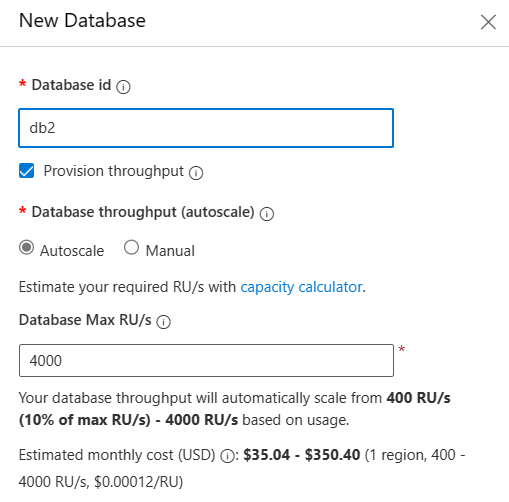 New Database
* Database id
db2
Provision throughput
* Database throughput (autoscale)
Autoscale Manual
Estimate your required RU/s with capacity calculator.
Database Max RU/s
4000 *
Your database throughput will automatically scale from 400 RU/s
(10% of max RU/s) - 4000 RU/s based on usage.
Estimated monthly cost (USD) : $35.04 - $350.40 (1 region, 400 -
4000 RU/s, $0.00012/RU)